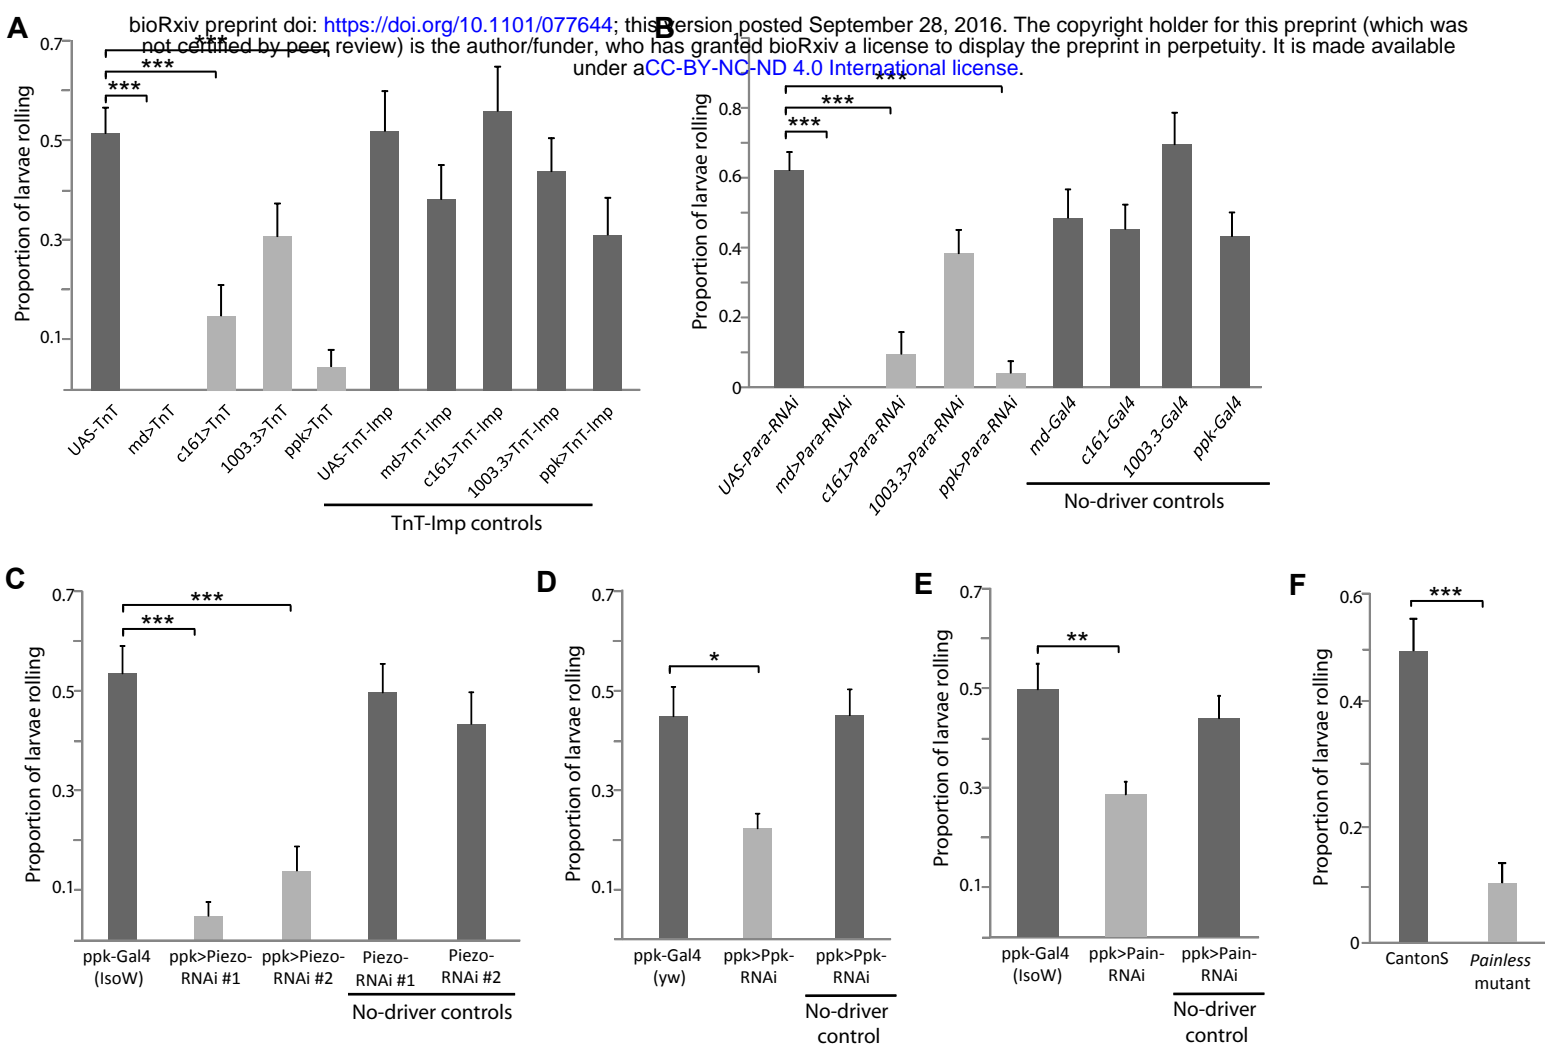 bioRxiv preprint doi: https://doi.org/10.1101/077644; this version posted September 28, 2016. The copyright holder for this preprint (which was
not certified by peer review) is the author/funder, who has granted bioRxiv a license to display the preprint in perpetuity. It is made available
under aCC-BY-NC-ND 4.0 International license.
A
Proportion of larvae rolling
0.7
0.5
0.3
0.1
***
***
***
UAS-TnT
md>TnT
c161>TnT
1003.3>TnT
ppk>TnT
UAS-TnT-Imp
md>TnT-Imp
c161>TnT-Imp
1003.3>TnT-Imp
ppk>TnT-Imp
TnT-Imp controls
B
Proportion of larvae rolling
1
0.8
0.6
0.4
0.2
0
***
***
***
UAS-Para-RNAi
md>Para-RNAi
c161>Para-RNAi
1003.3>Para-RNAi
ppk>Para-RNAi
md-Gal4
c161-Gal4
1003.3-Gal4
ppk-Gal4
No-driver controls
C
Proportion of larvae rolling
0.7
0.5
0.3
0.1
***
***
ppk-Gal4
(IsoW)
ppk>Piezo-
RNAi #1
ppk>Piezo-
RNAi #2
Piezo-
RNAi #1
Piezo-
RNAi #2
No-driver controls
D
Proportion of larvae rolling
0.7
0.5
0.3
0.1
*
ppk-Gal4
(yw)
ppk>Ppk-
RNAi
ppk>Ppk-
RNAi
No-driver
control
E
Proportion of larvae rolling
0.7
0.5
0.3
0.1
**
ppk-Gal4
(IsoW)
ppk>Pain-
RNAi
ppk>Pain-
RNAi
No-driver
control
F
Proportion of larvae rolling
0.6
0.4
0.2
0
***
CantonS
Painless
mutant